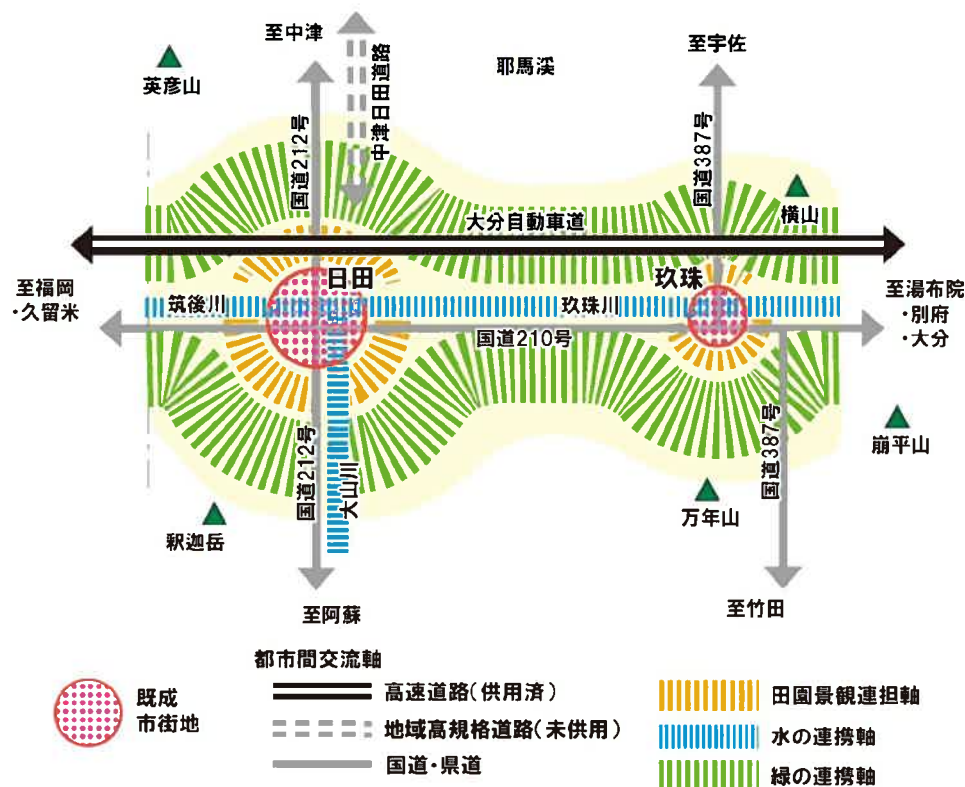 至中津
耶馬渓
至宇佐
英彦山
中津日田道路
国道212号
国道387号
横山
大分自動車道
日田
玖珠
至福岡
・久留米
筑後川
玖珠川
至湯布院
・別府
・大分
国道210号
国道212号
大山川
国道387号
崩平山
万年山
釈迦岳
至阿蘇
至竹田
都市間交流軸
既成
市街地
高速道路(供用済)
地域高規格道路(未供用)
国道・県道
田園景観連担軸
水の連携軸
緑の連携軸